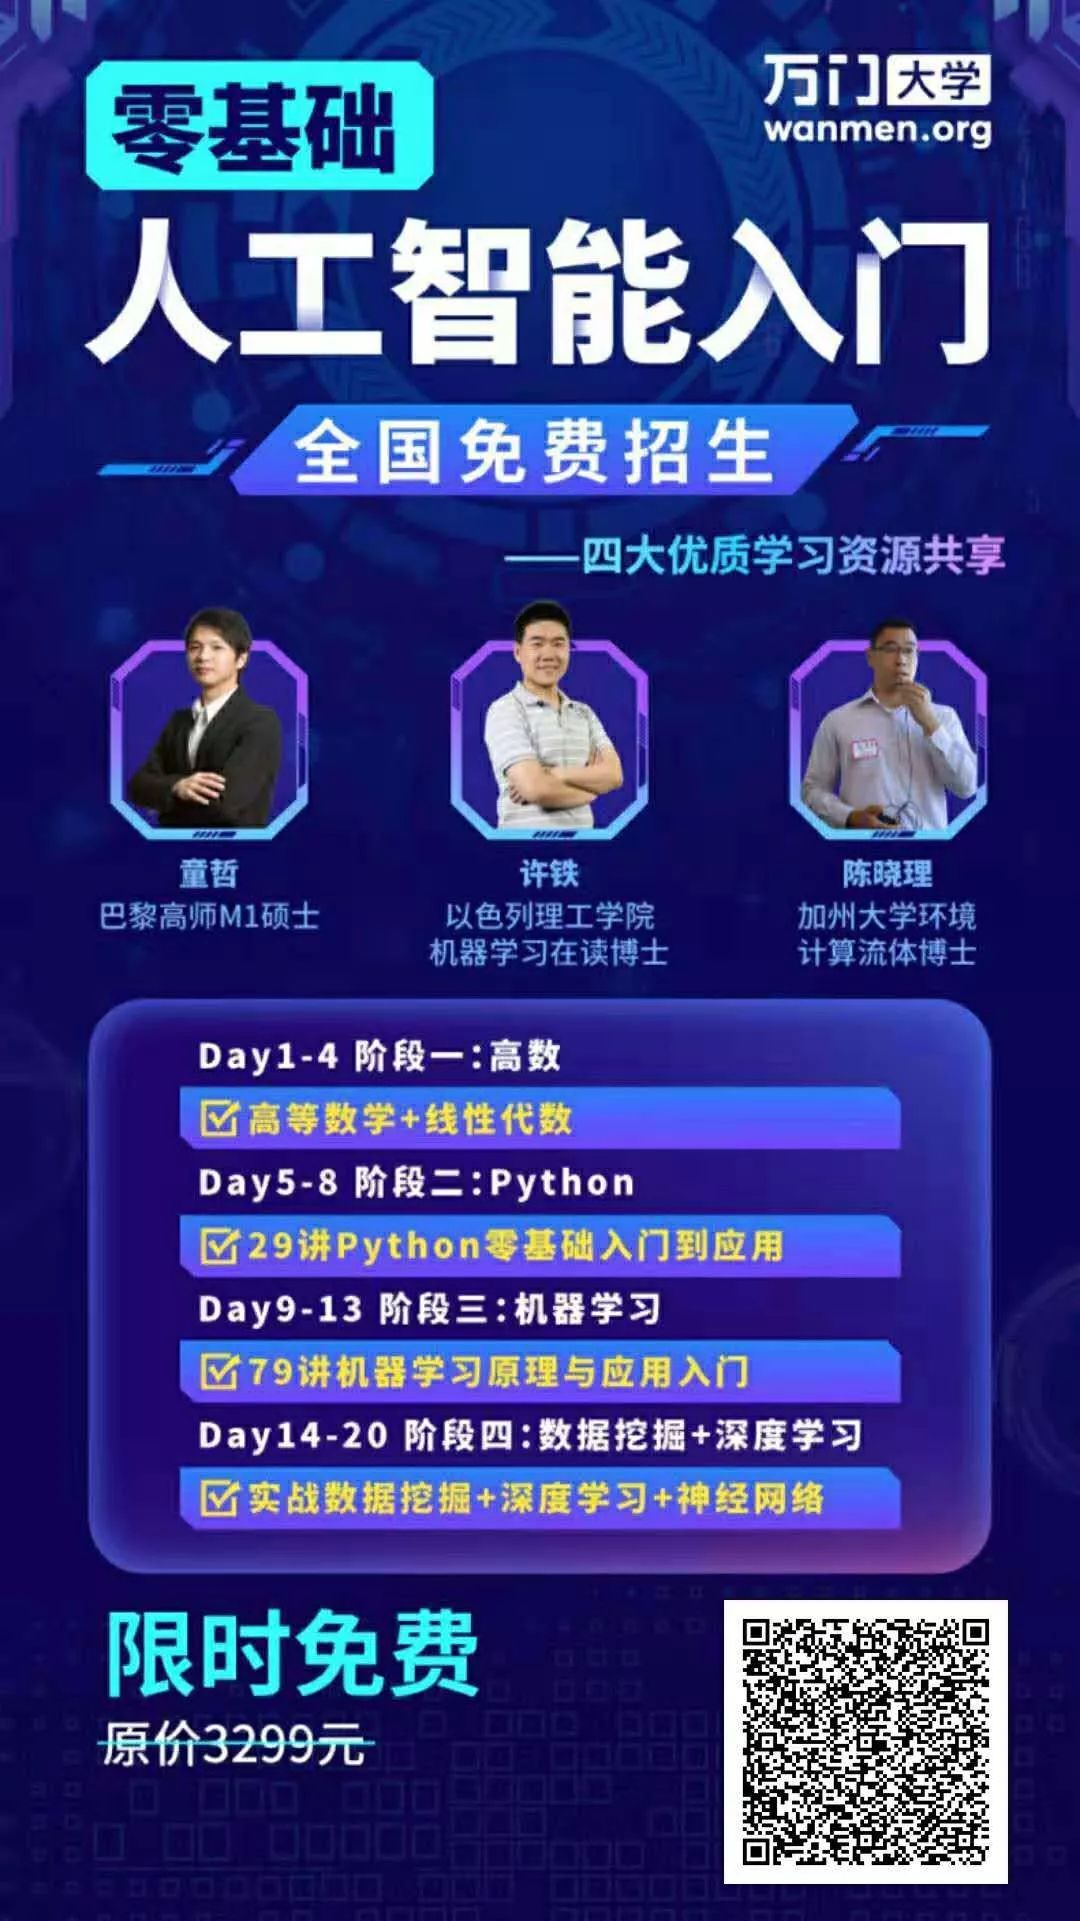 零基础
万门大学
wanmen.org
人工智能入门
全国免费招生
——四大优质学习资源共享
童哲
巴黎高师M1硕士
许铁
以色列理工学院
机器学习在读博士
陈晓理
加州大学环境
计算流体博士
Day1-4 阶段一:高数
高等数学+线性代数
Day5-8 阶段二:Python
29讲Python零基础入门到应用
Day9-13 阶段三:机器学习
79讲机器学习原理与应用入门
Day14-20 阶段四:数据挖掘+深度学习
实战数据挖掘+深度学习+神经网络
限时免费
原价3299元